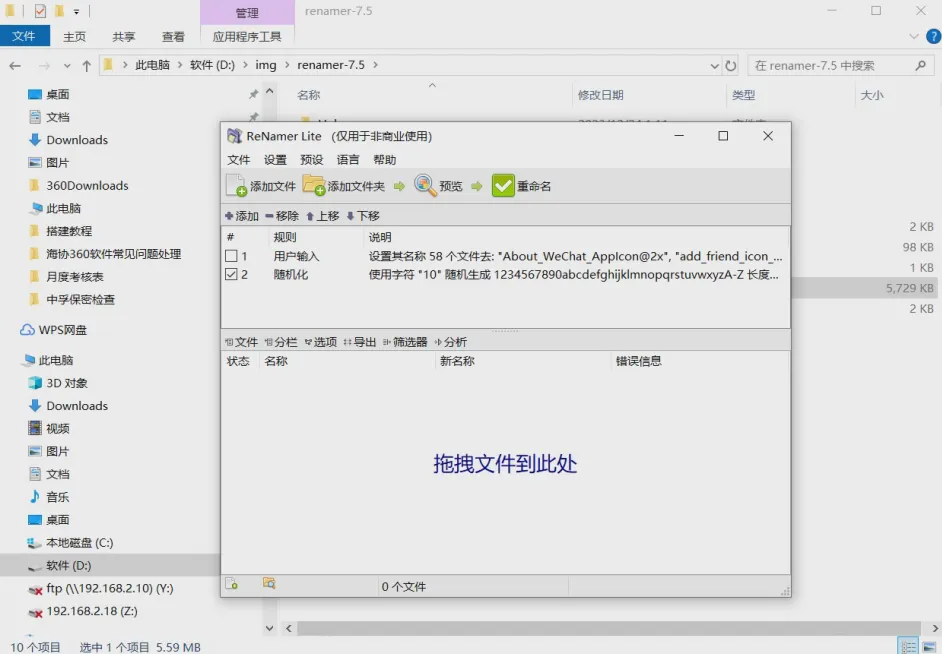 管理
renamer-7.5
文件 主页 共享 查看 应用程序工具
此电脑 软件 (D:) img renamer-7.5
在 renamer-7.5 中搜索
名称 修改日期 类型 大小
桌面
文档
Downloads
图片
360Downloads
此电脑
搭建教程
海协360软件常见问题处理
月度考核表
中孚保密检查
WPS网盘
此电脑
3D 对象
Downloads
视频
图片
文档
音乐
桌面
本地磁盘 (C:)
软件 (D:)
ftp (\\192.168.2.10) (Y:)
192.168.2.18 (Z:)
2 KB
98 KB
1 KB
5,729 KB
2 KB
ReNamer Lite (仅用于非商业使用)
文件 设置 预设 语言 帮助
添加文件 添加文件夹 预览 重命名
添加 移除 上移 下移
# 规则 说明
1 用户输入 设置其名称 58 个文件去: "About_WeChat_AppIcon@2x", "add_friend_icon_...
2 随机化 使用字符 "10" 随机生成 1234567890abcdefghijklmnopqrstuvwxyzA-Z 长度...
文件 分栏 选项 导出 筛选器 分析
状态 名称 新名称 错误信息
拖拽文件到此处
0 个文件
10 个项目 选中 1 个项目 5.59 MB